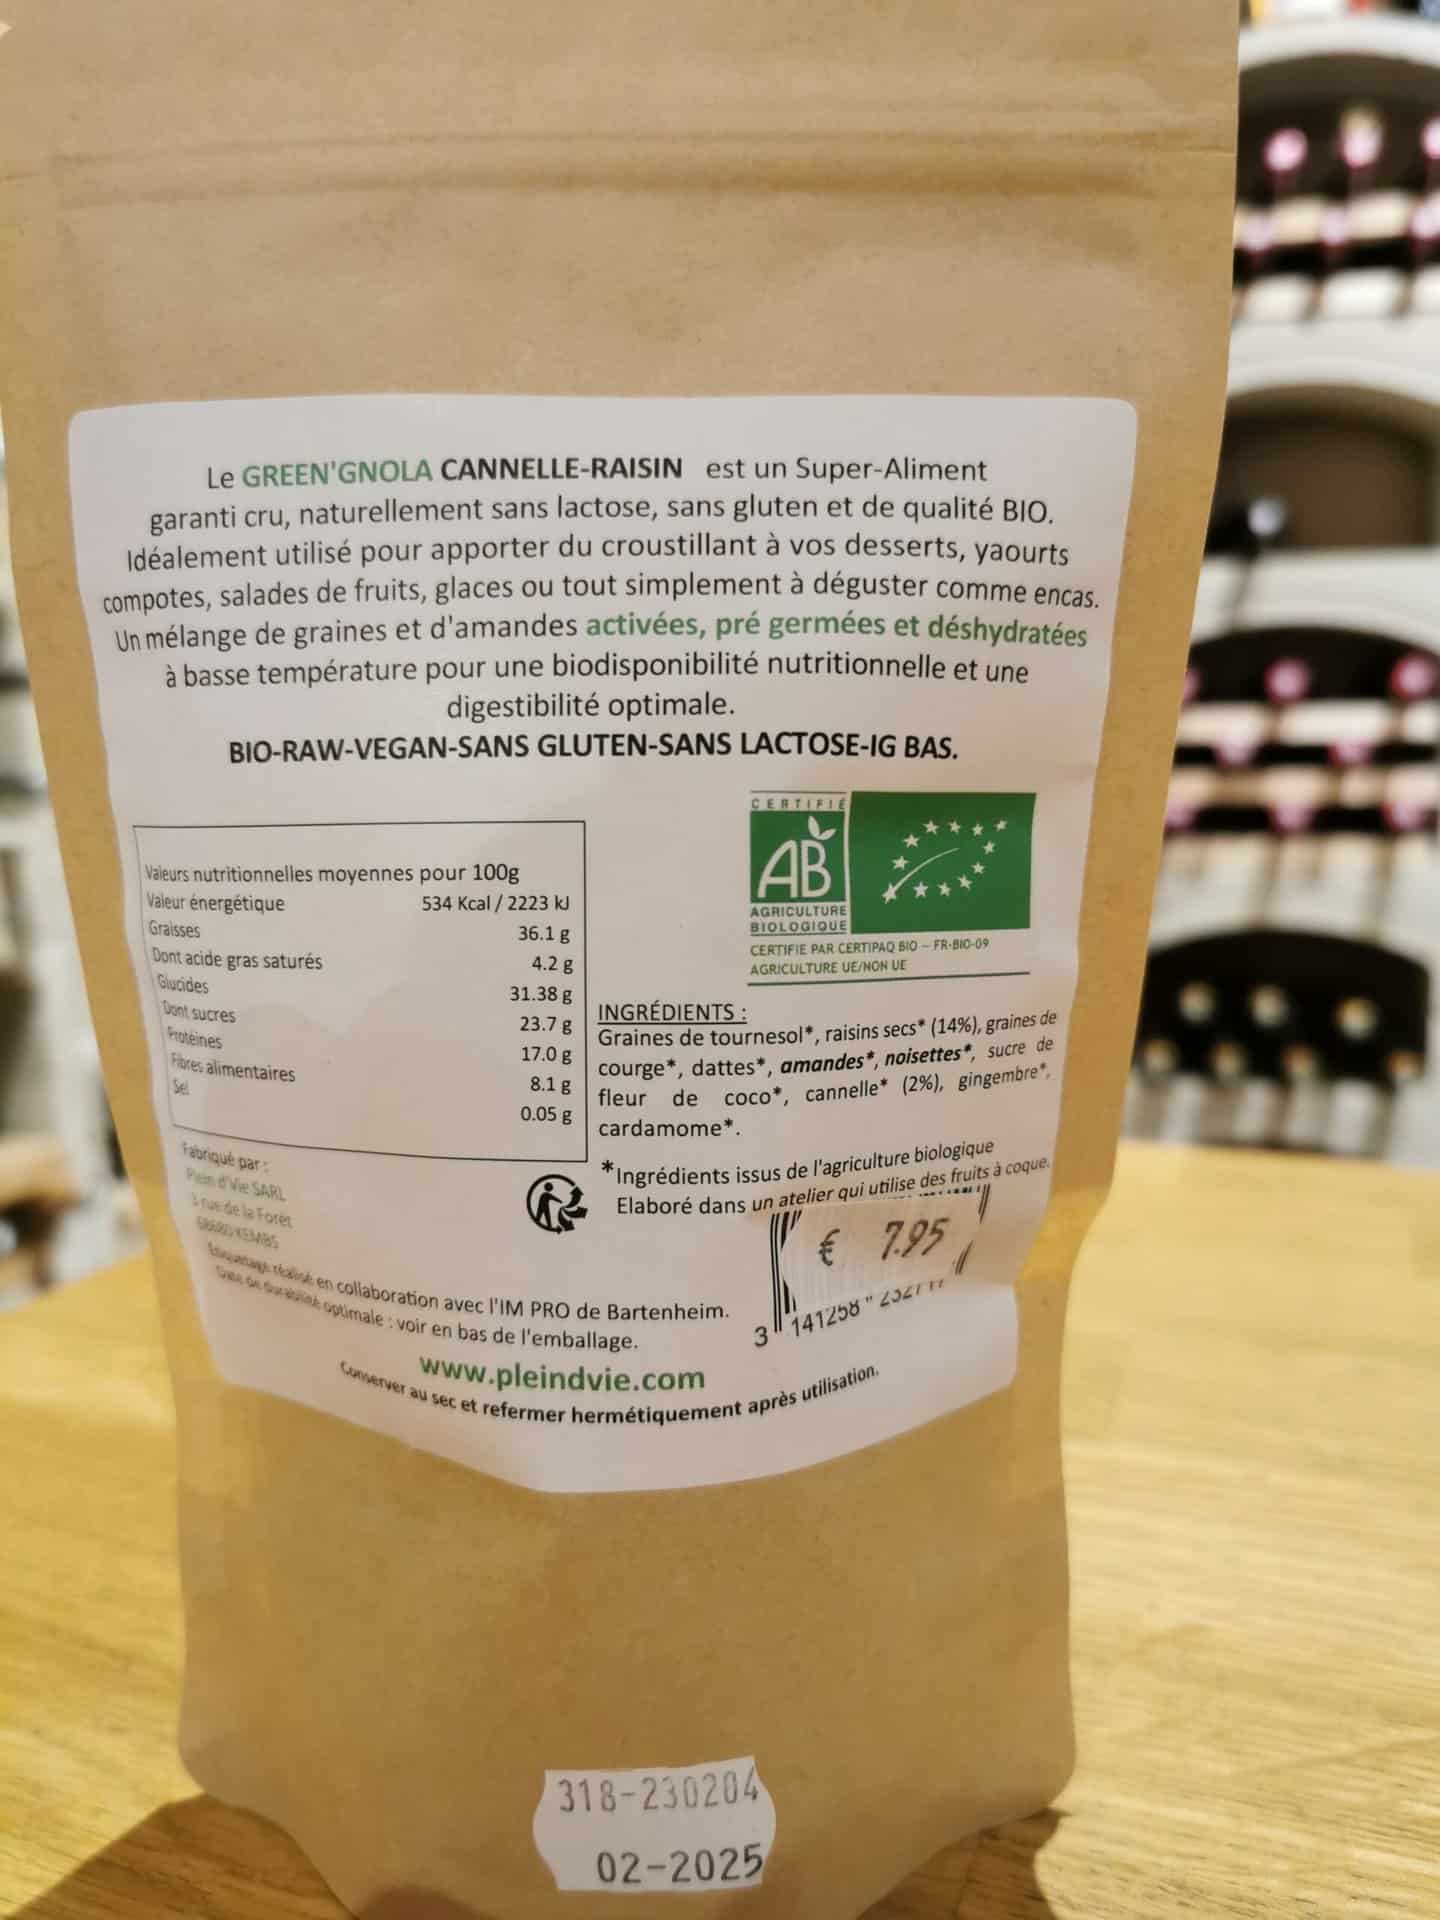 Le GREEN'GNOLA CANNELLE-RAISIN est un Super-Aliment
garanti cru, naturellement sans lactose, sans gluten et de qualité BIO.
Idéalement utilisé pour apporter du croustillant à vos desserts, yaourts
compotes, salades de fruits, glaces ou tout simplement à déguster comme encas.
Un mélange de graines et d'amandes activées, pré germées et déshydratées
à basse température pour une biodisponibilité nutritionnelle et une
digestibilité optimale.
BIO-RAW-VEGAN-SANS GLUTEN-SANS LACTOSE-IG BAS.
Valeurs nutritionnelles moyennes pour 100g
Valeur énergétique 534 Kcal / 2223 kJ
Graisses 36.1 g
Dont acide gras saturés 4.2 g
Glucides 31.38 g
Dont sucres 23.7 g
Protéines 17.0 g
Fibres alimentaires 8.1 g
Sel 0.05 g
CERTIFIÉ
AB
AGRICULTURE
BIOLOGIQUE
CERTIFIE PAR CERTIPAQ BIO – FR-BIO-09
AGRICULTURE UE/NON UE
INGRÉDIENTS :
Graines de tournesol*, raisins secs* (14%), graines de
courge*, dattes*, amandes*, noisettes*, sucre de
fleur de coco*, cannelle* (2%), gingembre*,
cardamome*.
*Ingrédients issus de l'agriculture biologique
Elaboré dans un atelier qui utilise des fruits à coque.
Fabriqué par :
Plein d'Vie SARL
3 rue de la Forêt
68680 KEMBS
Etiquetage réalisé en collaboration avec l'IM PRO de Bartenheim.
Date de durabilité optimale : voir en bas de l'emballage.
€ 7.95
3 141258
www.pleindvie.com
Conserver au sec et refermer hermétiquement après utilisation.
318-230204
02-2025